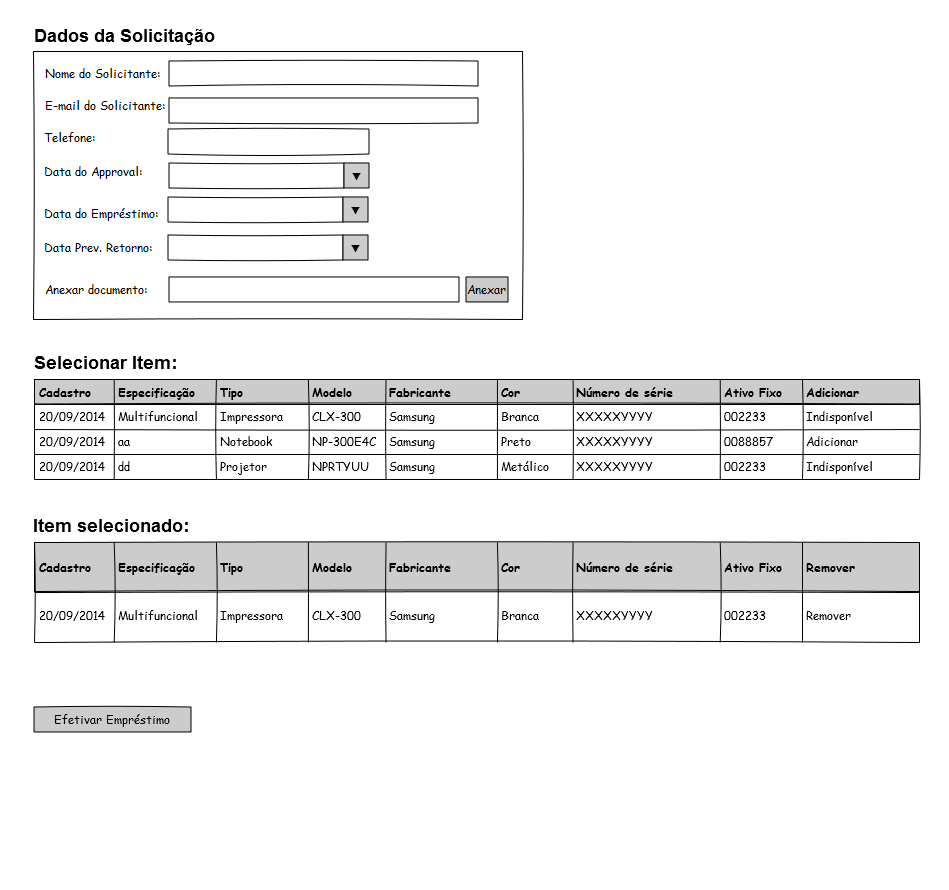 Dados da Solicitação
Nome do Solicitante:
E-mail do Solicitante:
Telefone:
Data do Approval:
Data do Empréstimo:
Data Prev. Retorno:
Anexar documento: Anexar
Selecionar Item:
Cadastro Especificação Tipo Modelo Fabricante Cor Número de série Ativo Fixo Adicionar
20/09/2014 Multifuncional Impressora CLX-300 Samsung Branca XXXXXYYYY 002233 Indisponível
20/09/2014 aa Notebook NP-300E4C Samsung Preto XXXXXYYYY 0088857 Adicionar
20/09/2014 dd Projetor NPRTYUU Samsung Metálico XXXXXYYYY 002233 Indisponível
Item selecionado:
Cadastro Especificação Tipo Modelo Fabricante Cor Número de série Ativo Fixo Remover
20/09/2014 Multifuncional Impressora CLX-300 Samsung Branca XXXXXYYYY 002233 Remover
Efetivar Empréstimo